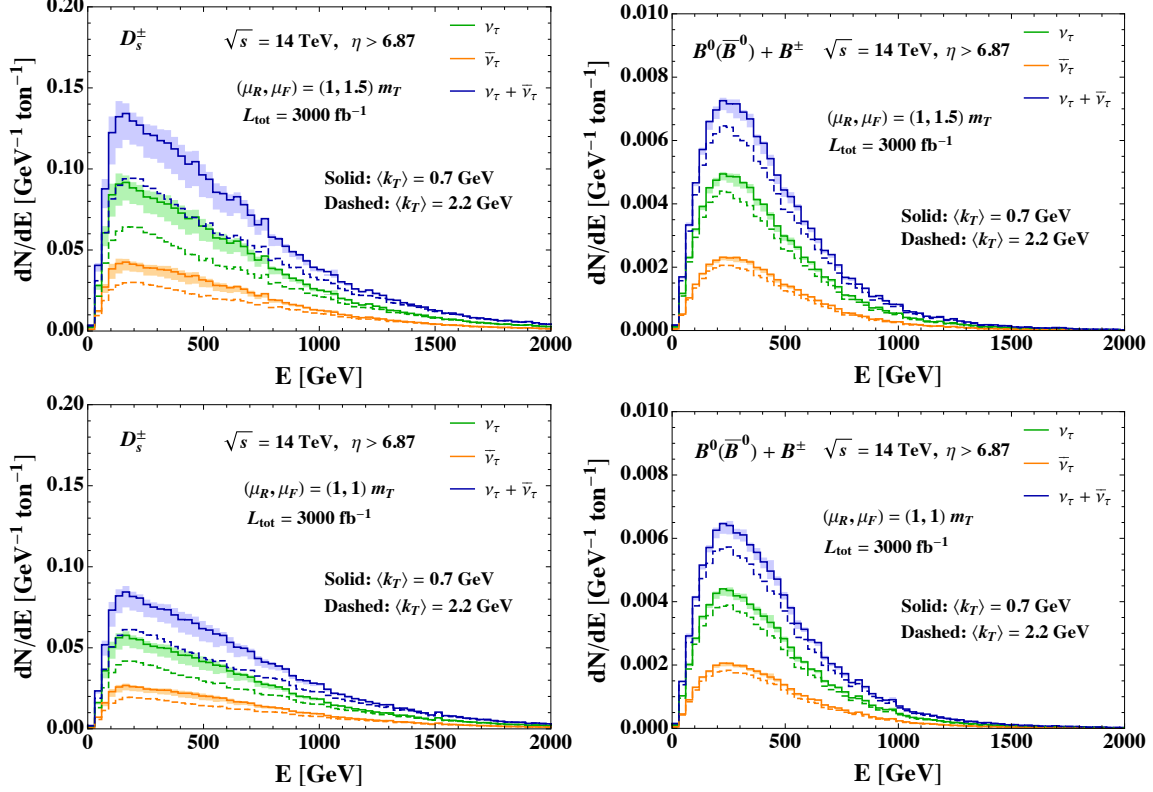 D_s^± √s = 14 TeV, η > 6.87
ν_τ
ν̄_τ
ν_τ + ν̄_τ
(μ_R, μ_F) = (1, 1.5) m_T
L_tot = 3000 fb⁻¹
Solid: ⟨k_T⟩ = 0.7 GeV
Dashed: ⟨k_T⟩ = 2.2 GeV
dN/dE [GeV⁻¹ ton⁻¹]
0.20
0.15
0.10
0.05
0.00
0 500 1000 1500 2000
E [GeV]
B⁰(B̄⁰) + B^± √s = 14 TeV, η > 6.87
ν_τ
ν̄_τ
ν_τ + ν̄_τ
(μ_R, μ_F) = (1, 1.5) m_T
L_tot = 3000 fb⁻¹
Solid: ⟨k_T⟩ = 0.7 GeV
Dashed: ⟨k_T⟩ = 2.2 GeV
dN/dE [GeV⁻¹ ton⁻¹]
0.010
0.008
0.006
0.004
0.002
0.000
0 500 1000 1500 2000
E [GeV]
D_s^± √s = 14 TeV, η > 6.87
ν_τ
ν̄_τ
ν_τ + ν̄_τ
(μ_R, μ_F) = (1, 1) m_T
L_tot = 3000 fb⁻¹
Solid: ⟨k_T⟩ = 0.7 GeV
Dashed: ⟨k_T⟩ = 2.2 GeV
dN/dE [GeV⁻¹ ton⁻¹]
0.20
0.15
0.10
0.05
0.00
0 500 1000 1500 2000
E [GeV]
B⁰(B̄⁰) + B^± √s = 14 TeV, η > 6.87
ν_τ
ν̄_τ
ν_τ + ν̄_τ
(μ_R, μ_F) = (1, 1) m_T
L_tot = 3000 fb⁻¹
Solid: ⟨k_T⟩ = 0.7 GeV
Dashed: ⟨k_T⟩ = 2.2 GeV
dN/dE [GeV⁻¹ ton⁻¹]
0.010
0.008
0.006
0.004
0.002
0.000
0 500 1000 1500 2000
E [GeV]